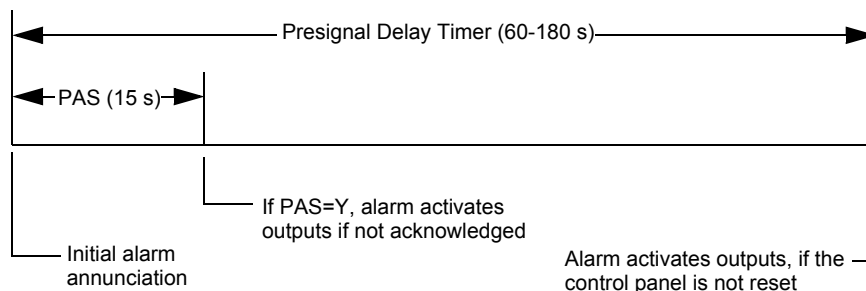 Presignal Delay Timer (60-180 s)
PAS (15 s)
If PAS=Y, alarm activates
outputs if not acknowledged
Initial alarm
annunciation
Alarm activates outputs, if the
control panel is not reset